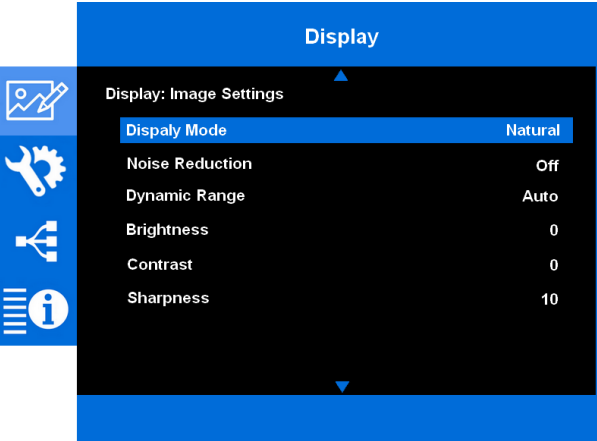 Display
Display: Image Settings
Dispaly Mode Natural
Noise Reduction Off
Dynamic Range Auto
Brightness 0
Contrast 0
Sharpness 10